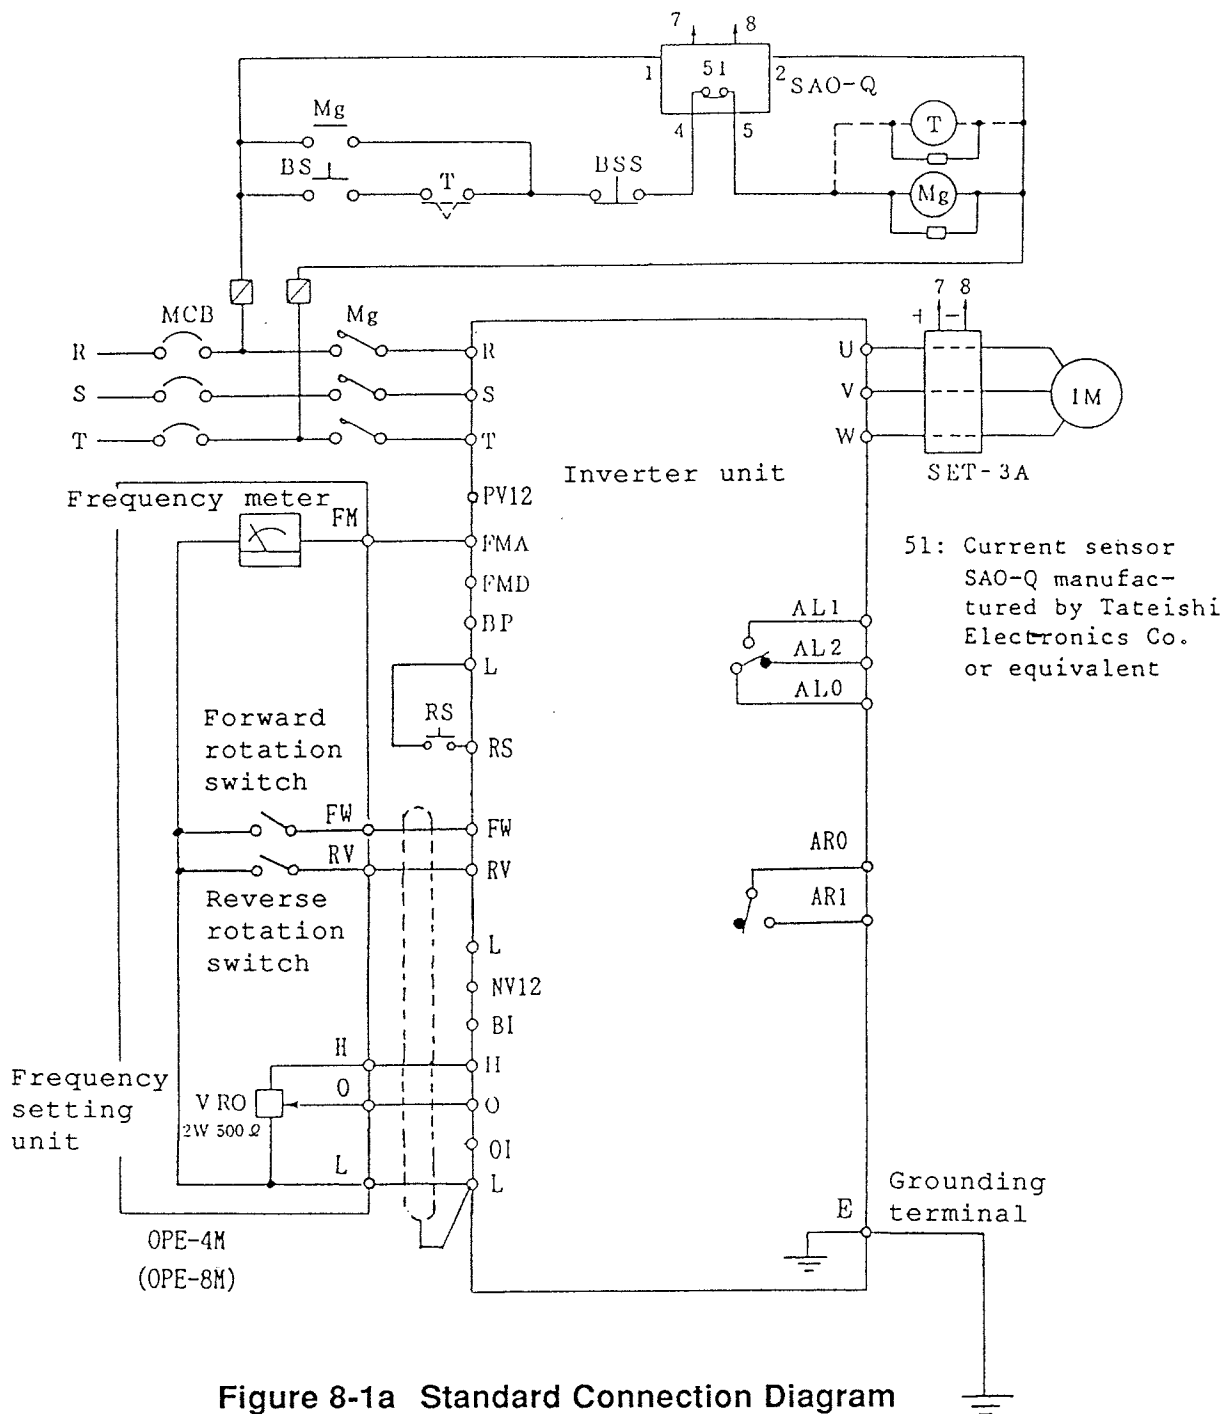 7 8
1 51 2 SAO-Q
4 5
Mg
BS T BSS
T
Mg
MCB Mg
R R
S S
T T
U
V
W
7 8
+ -
1M
SET-3A
Inverter unit
Frequency meter
FM
PV12
FMA
FMD
BP
L
RS
RS
51: Current sensor
SAO-Q manufac-
tured by Tateishi
Electronics Co.
or equivalent
AL1
AL2
AL0
Forward
rotation
switch
FW FW
RV RV
Reverse
rotation
switch
AR0
AR1
L
NV12
BI
H H
O O
OI
L L
Frequency
setting
unit
VRO
2W 500Ω
E
Grounding
terminal
OPE-4M
(OPE-8M)
Figure 8-1a Standard Connection Diagram